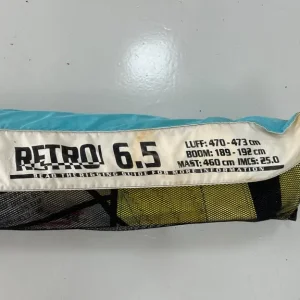 RETRO 6.5
LUFF: 470 - 473 cm
BOOM: 189 - 192 cm
MAST: 460 cm IMCS: 25.0
READ THE RIGGING GUIDE FOR MORE INFORMATION